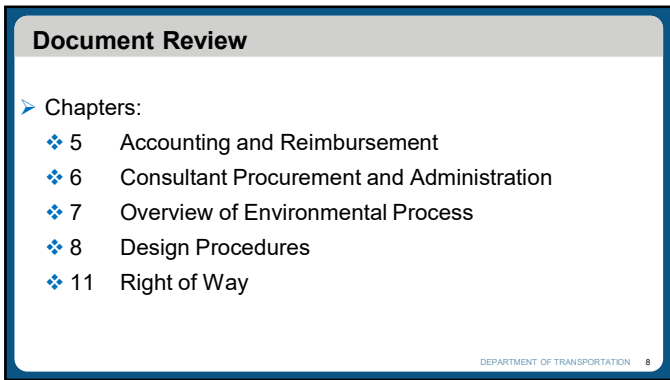 Document Review
Chapters:
5 Accounting and Reimbursement
6 Consultant Procurement and Administration
7 Overview of Environmental Process
8 Design Procedures
11 Right of Way
DEPARTMENT OF TRANSPORTATION 8